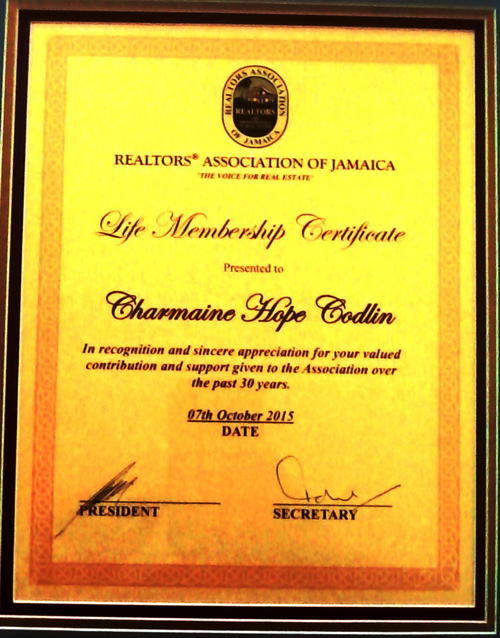 REALTORS ASSOCIATION
REALTORS
OF JAMAICA
REALTORS® ASSOCIATION OF JAMAICA
"THE VOICE FOR REAL ESTATE"
Life Membership Certificate
Presented to
Charmaine Hope Codlin
In recognition and sincere appreciation for your valued
contribution and support given to the Association over
the past 30 years.
07th October 2015
DATE
PRESIDENT
SECRETARY